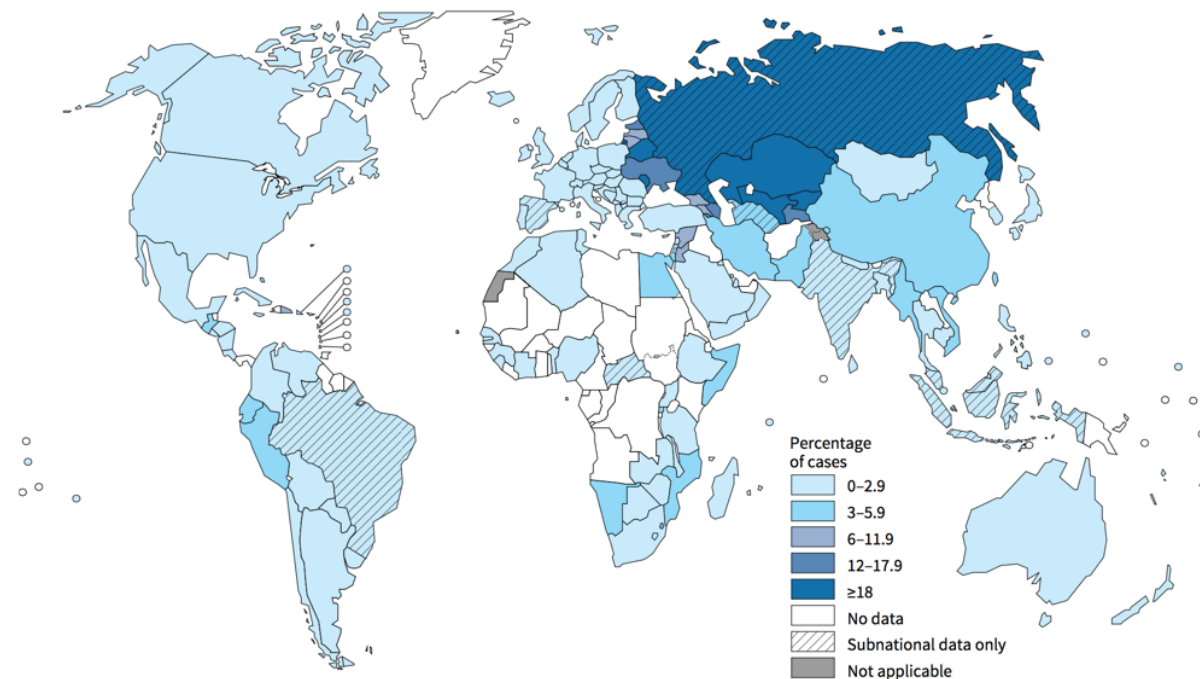 Percentage
of cases
0–2.9
3–5.9
6–11.9
12–17.9
≥18
No data
Subnational data only
Not applicable